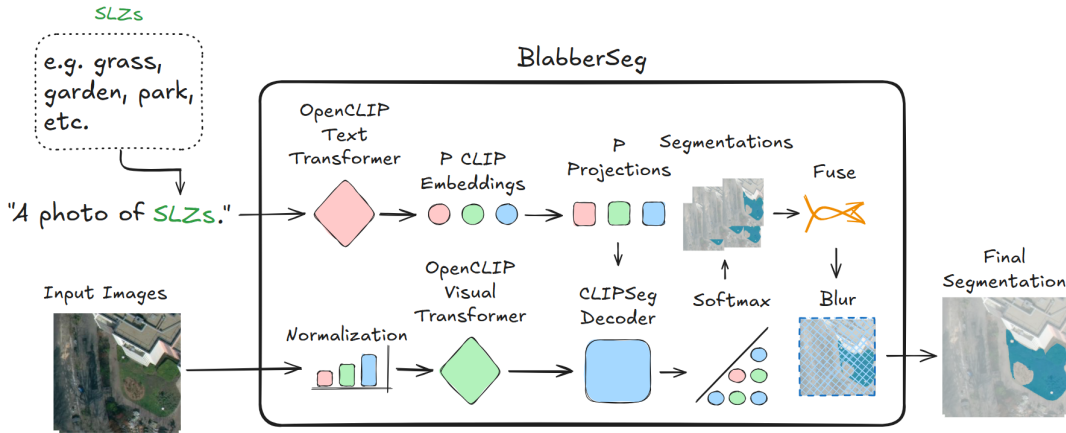 SLZs
e.g. grass,
garden, park,
etc.
"A photo of SLZs."
Input Images
BlabberSeg
OpenCLIP
Text
Transformer
P CLIP
Embeddings
P
Projections
Segmentations
Fuse
Normalization
OpenCLIP
Visual
Transformer
CLIPSeg
Decoder
Softmax
Blur
Final
Segmentation